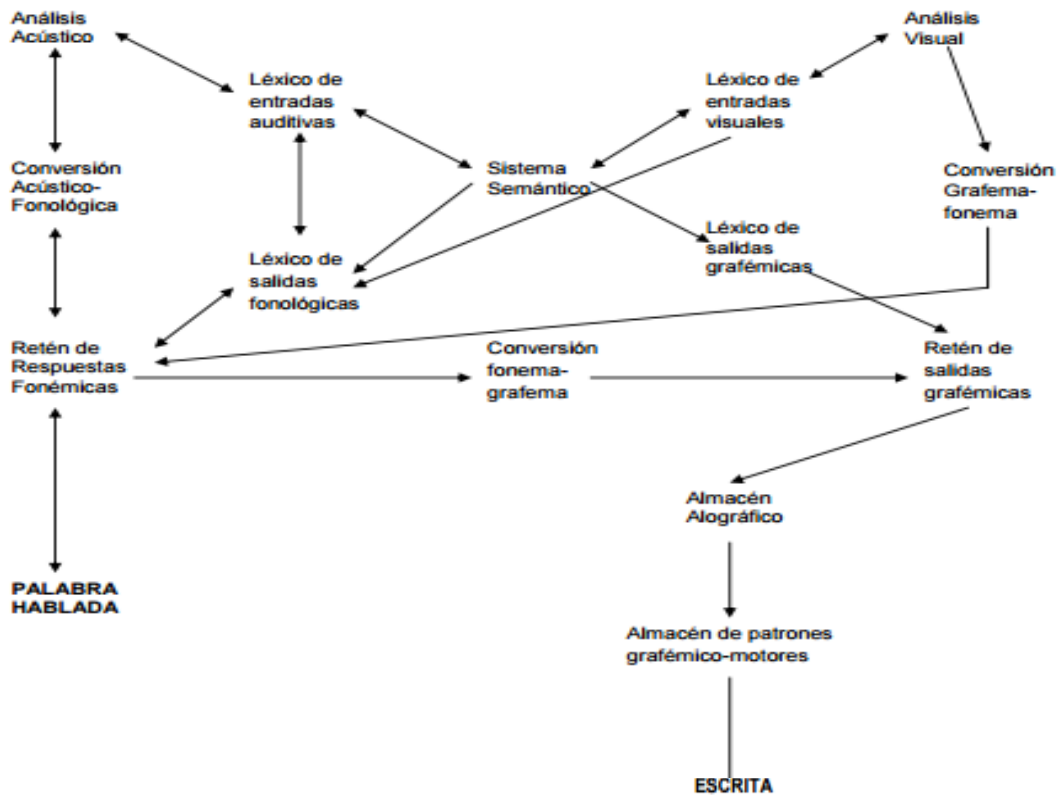 Análisis
Acústico
Análisis
Visual
Léxico de
entradas
auditivas
Léxico de
entradas
visuales
Conversión
Acústico-
Fonológica
Sistema
Semántico
Conversión
Grafema-
fonema
Léxico de
salidas
grafémicas
Léxico de
salidas
fonológicas
Retén de
Respuestas
Fonémicas
Conversión
fonema-
grafema
Retén de
salidas
grafémicas
Almacén
Alográfico
PALABRA
HABLADA
Almacén de patrones
grafémico-motores
ESCRITA